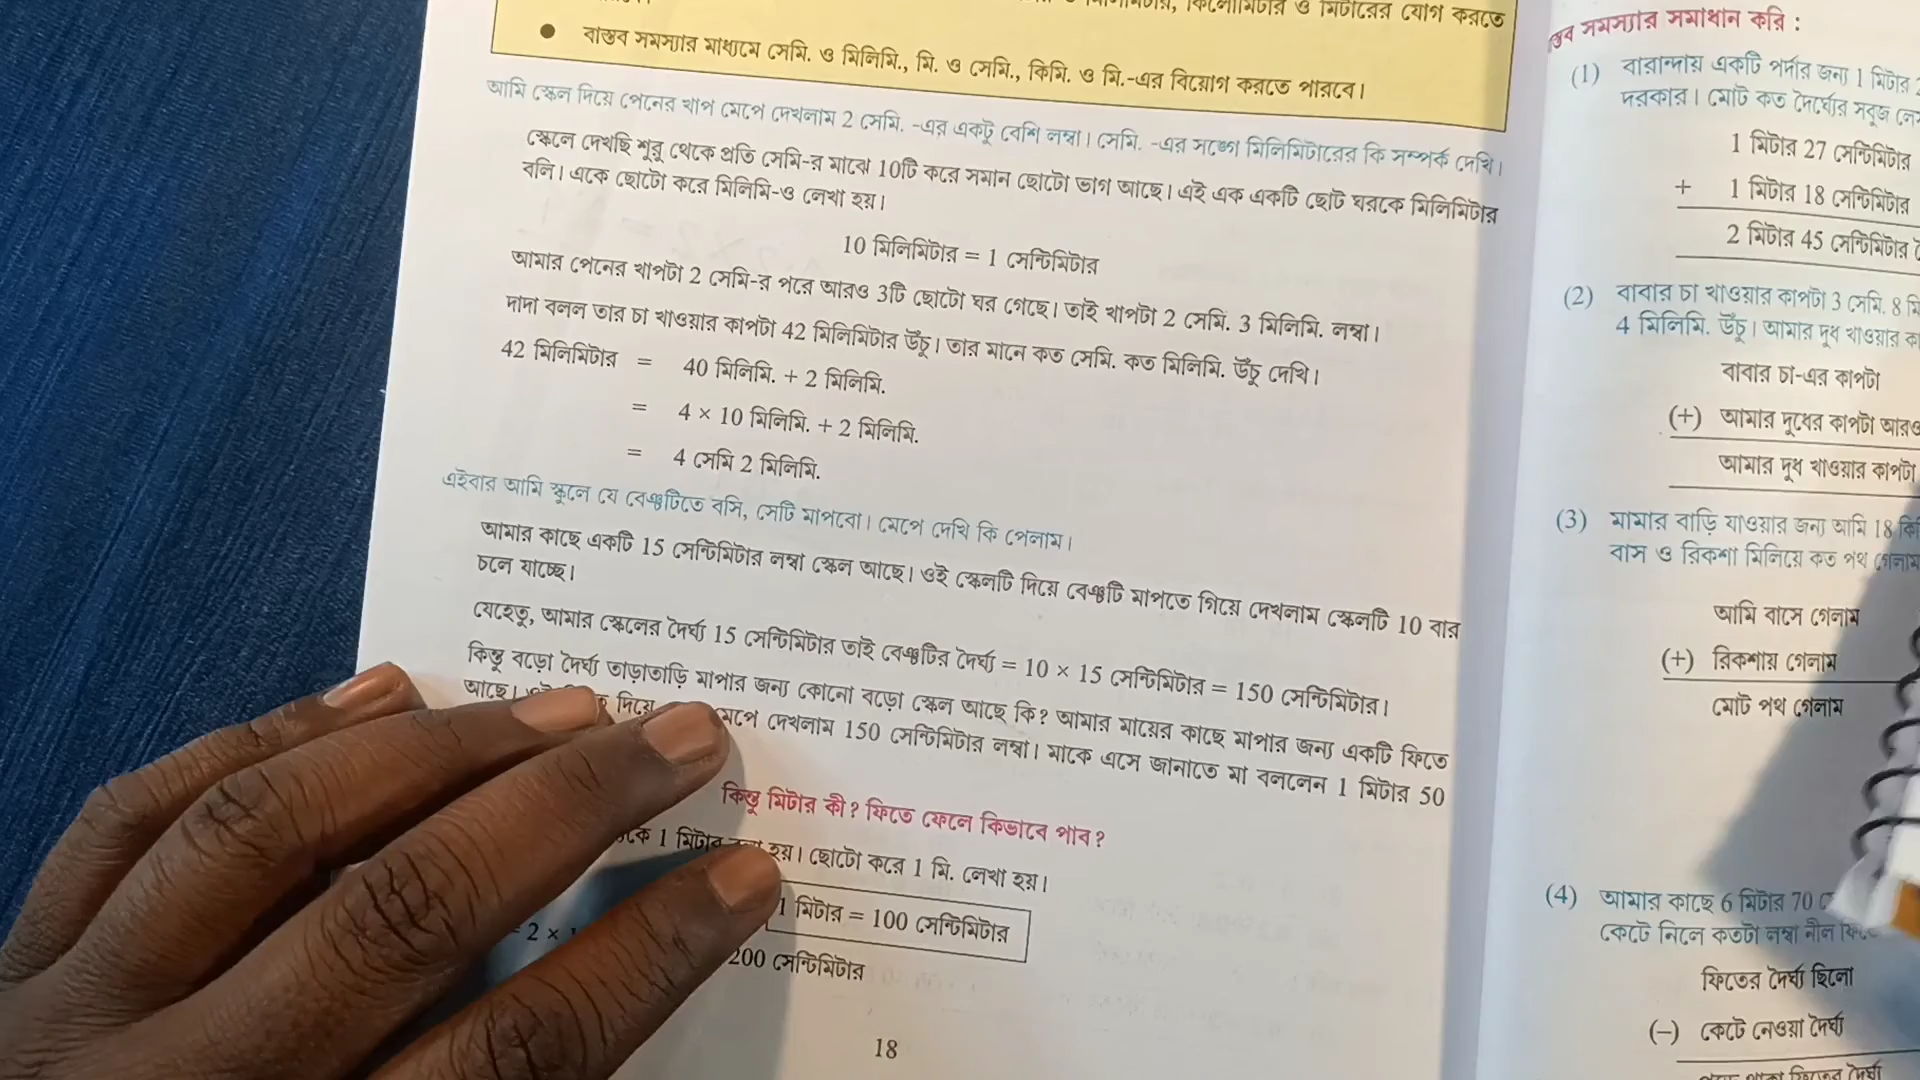 কিলোমিটার ও মিটারের যোগ করতে
● বাস্তব সমস্যার মাধ্যমে সেমি. ও মিলিমি., মি. ও সেমি., কিমি. ও মি.-এর বিয়োগ করতে পারবে।
আমি স্কেল দিয়ে পেনের খাপ মেপে দেখলাম 2 সেমি. -এর একটু বেশি লম্বা। সেমি. -এর সঙ্গে মিলিমিটারের কি সম্পর্ক দেখি।
স্কেলে দেখছি শুরু থেকে প্রতি সেমি-র মাঝে 10টি করে সমান ছোটো ভাগ আছে। এই এক একটি ছোট ঘরকে মিলিমিটার
বলি। একে ছোটো করে মিলিমি-ও লেখা হয়।
10 মিলিমিটার = 1 সেন্টিমিটার
আমার পেনের খাপটা 2 সেমি-র পরে আরও 3টি ছোটো ঘর গেছে। তাই খাপটা 2 সেমি. 3 মিলিমি. লম্বা।
দাদা বলল তার চা খাওয়ার কাপটা 42 মিলিমিটার উঁচু। তার মানে কত সেমি. কত মিলিমি. উঁচু দেখি।
42 মিলিমিটার = 40 মিলিমি. + 2 মিলিমি.
= 4 × 10 মিলিমি. + 2 মিলিমি.
= 4 সেমি 2 মিলিমি.
এইবার আমি স্কুলে যে বেঞ্চটিতে বসি, সেটি মাপবো। মেপে দেখি কি পেলাম।
আমার কাছে একটি 15 সেন্টিমিটার লম্বা স্কেল আছে। ওই স্কেলটি দিয়ে বেঞ্চটি মাপতে গিয়ে দেখলাম স্কেলটি 10 বার
চলে যাচ্ছে।
যেহেতু, আমার স্কেলের দৈর্ঘ্য 15 সেন্টিমিটার তাই বেঞ্চটির দৈর্ঘ্য = 10 × 15 সেন্টিমিটার = 150 সেন্টিমিটার।
কিন্তু বড়ো দৈর্ঘ্য তাড়াতাড়ি মাপার জন্য কোনো বড়ো স্কেল আছে কি? আমার মায়ের কাছে মাপার জন্য একটি ফিতে
আছে। দিয়ে মেপে দেখলাম 150 সেন্টিমিটার লম্বা। মাকে এসে জানাতে মা বললেন 1 মিটার 50
কিন্তু মিটার কী? ফিতে ফেলে কিভাবে পাব?
1 মিটার হয়। ছোটো করে 1 মি. লেখা হয়।
1 মিটার = 100 সেন্টিমিটার
= 2 ×
200 সেন্টিমিটার
18
সমস্যার সমাধান করি :
(1) বারান্দায় একটি পর্দার জন্য 1 মিটার
দরকার। মোট কত দৈর্ঘ্যের সবুজ
1 মিটার 27 সেন্টিমিটার
+ 1 মিটার 18 সেন্টিমিটার
2 মিটার 45 সেন্টিমিটার
(2) বাবার চা খাওয়ার কাপটা 3 সেমি. 8
4 মিলিমি. উঁচু। আমার দুধ খাওয়ার
বাবার চা-এর কাপটা
(+) আমার দুধের কাপটা আরও
আমার দুধ খাওয়ার কাপটা
(3) মামার বাড়ি যাওয়ার জন্য আমি 18
বাস ও রিকশা মিলিয়ে কত পথ গেলাম
আমি বাসে গেলাম
(+) রিকশায় গেলাম
মোট পথ গেলাম
(4) আমার কাছে 6 মিটার 70
কেটে নিলে কতটা লম্বা নীল
ফিতের দৈর্ঘ্য ছিলো
(−) কেটে নেওয়া দৈর্ঘ্য
ফিতের দৈর্ঘ্য